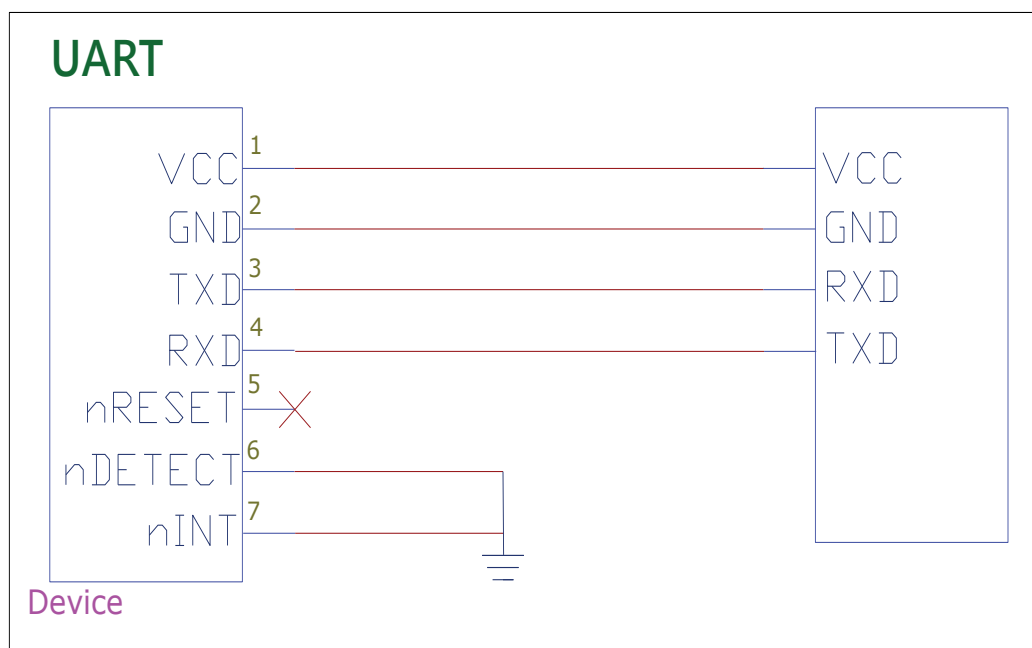 UART
1
VCC VCC
2
GND GND
3
TXD RXD
4
RXD TXD
5
nRESET
6
nDETECT
7
nINT
Device